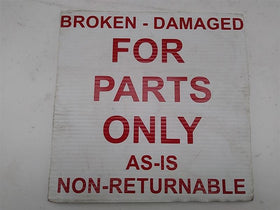 BROKEN - DAMAGED
FOR
PARTS
ONLY
AS-IS
NON-RETURNABLE